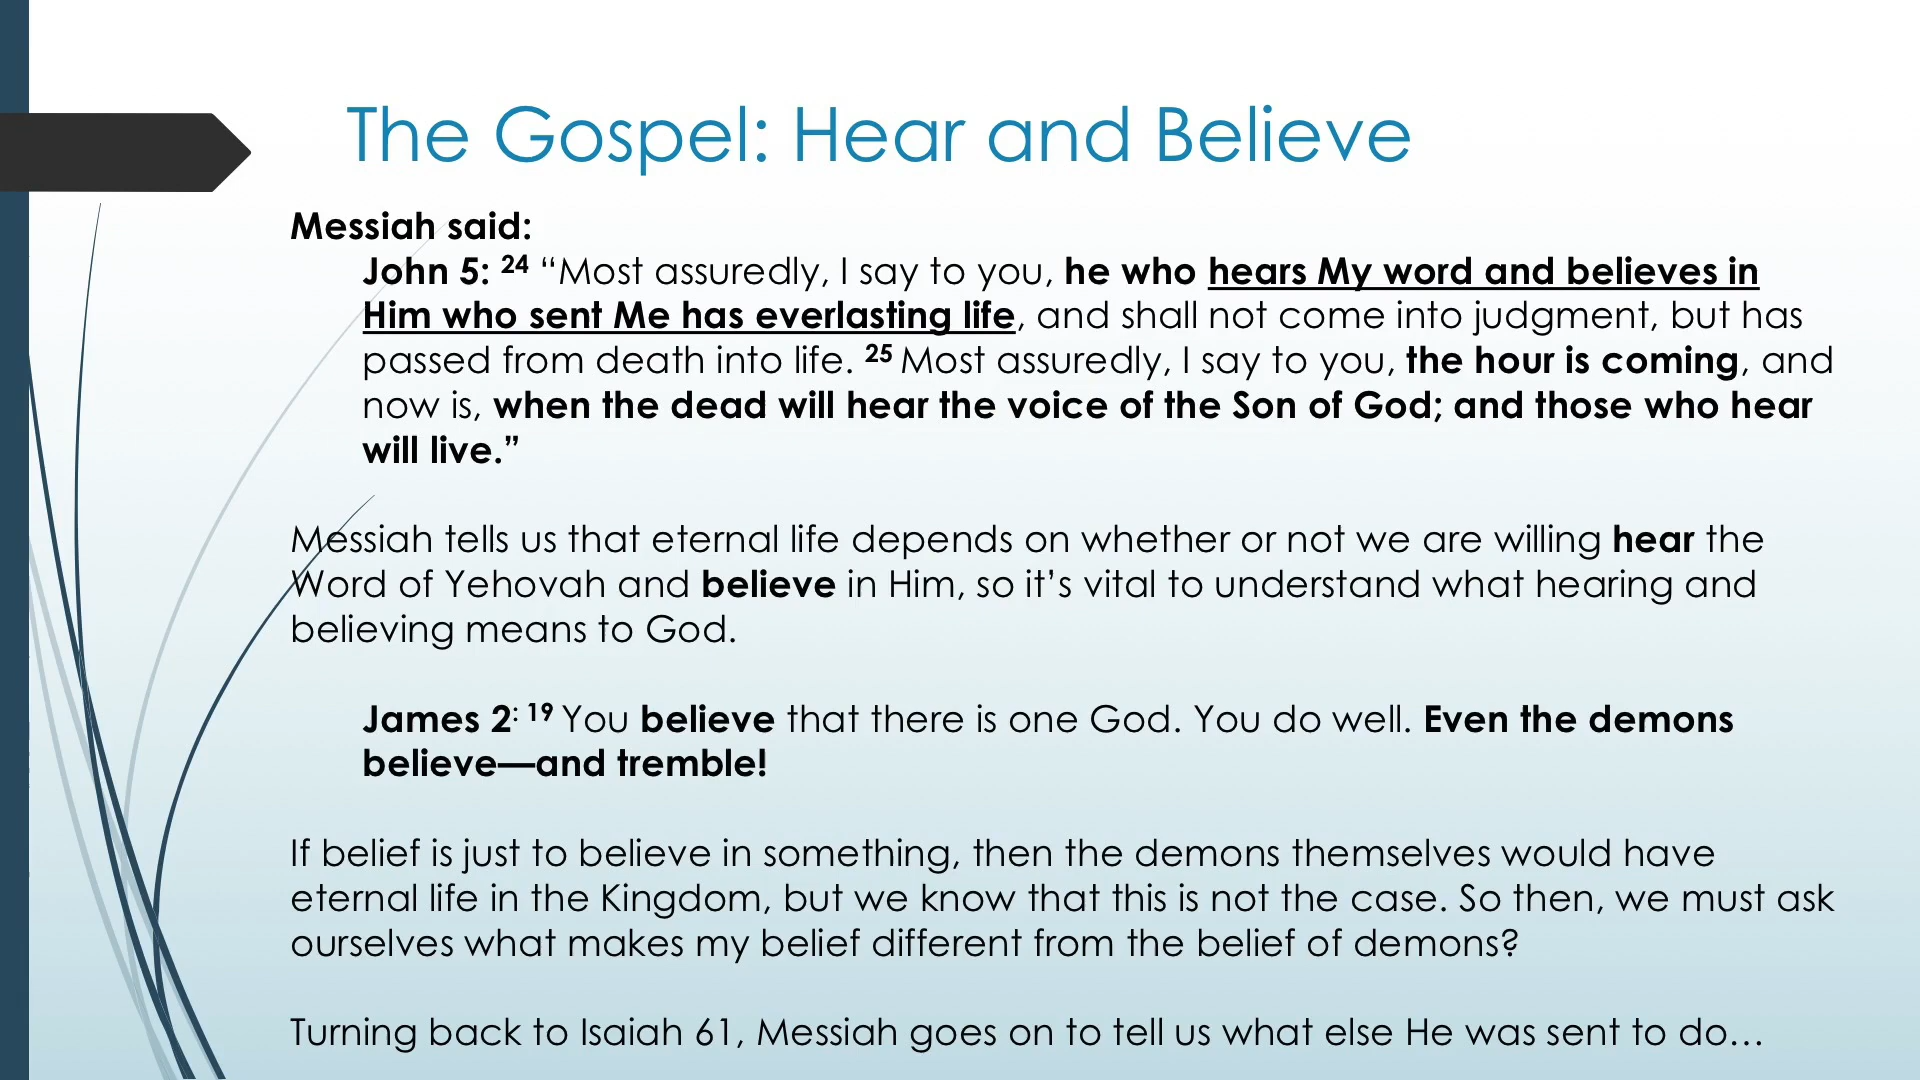 The Gospel: Hear and Believe
Messiah said:
John 5: 24 “Most assuredly, I say to you, he who hears My word and believes in
Him who sent Me has everlasting life, and shall not come into judgment, but has
passed from death into life. 25 Most assuredly, I say to you, the hour is coming, and
now is, when the dead will hear the voice of the Son of God; and those who hear
will live.”
Messiah tells us that eternal life depends on whether or not we are willing hear the
Word of Yehovah and believe in Him, so it’s vital to understand what hearing and
believing means to God.
James 2: 19 You believe that there is one God. You do well. Even the demons
believe—and tremble!
If belief is just to believe in something, then the demons themselves would have
eternal life in the Kingdom, but we know that this is not the case. So then, we must ask
ourselves what makes my belief different from the belief of demons?
Turning back to Isaiah 61, Messiah goes on to tell us what else He was sent to do…